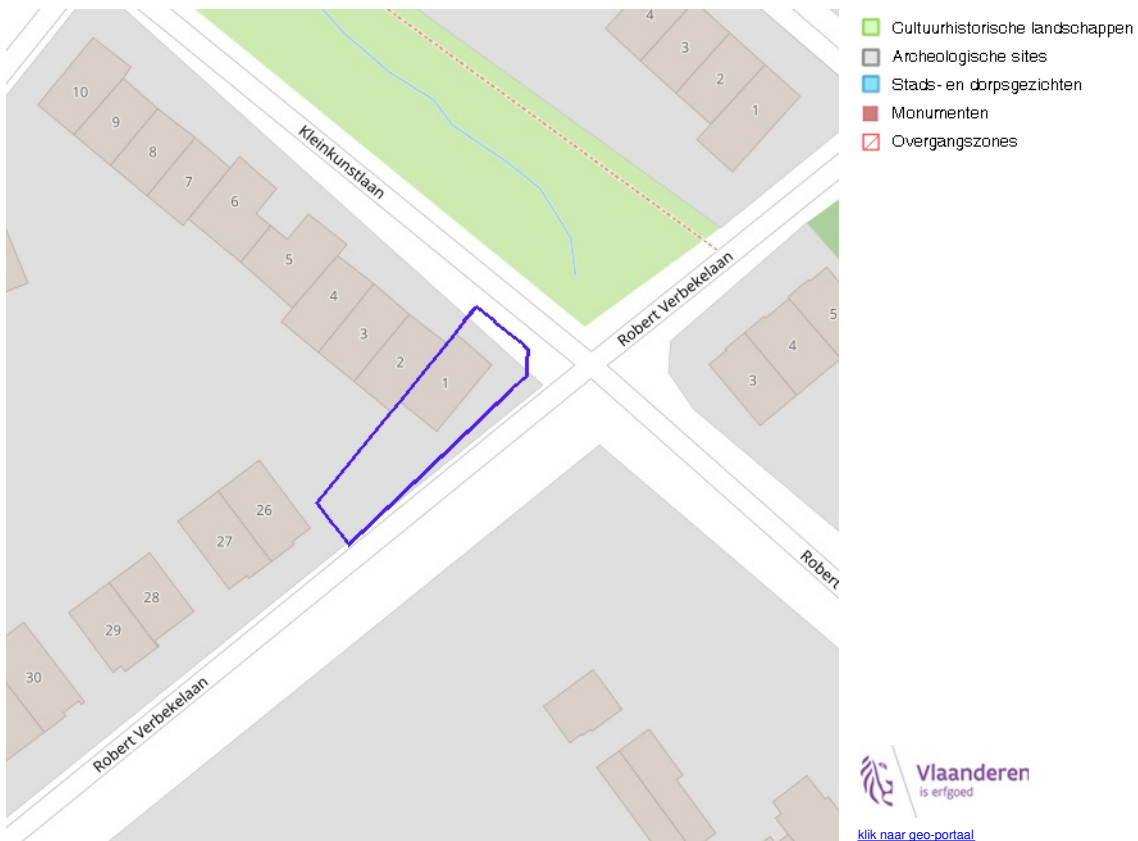 Cultuurhistorische landschappen
Archeologische sites
Stads- en dorpsgezichten
Monumenten
Overgangszones
4
3
2
1
10
9
8
7
6
5
4
3
2
1
Kleinkunstlaan
Robert Verbekelaan
5
4
3
26
27
28
29
30
Robert Verbekelaan
Robert
Vlaanderen
is erfgoed
klik naar geo-portaal